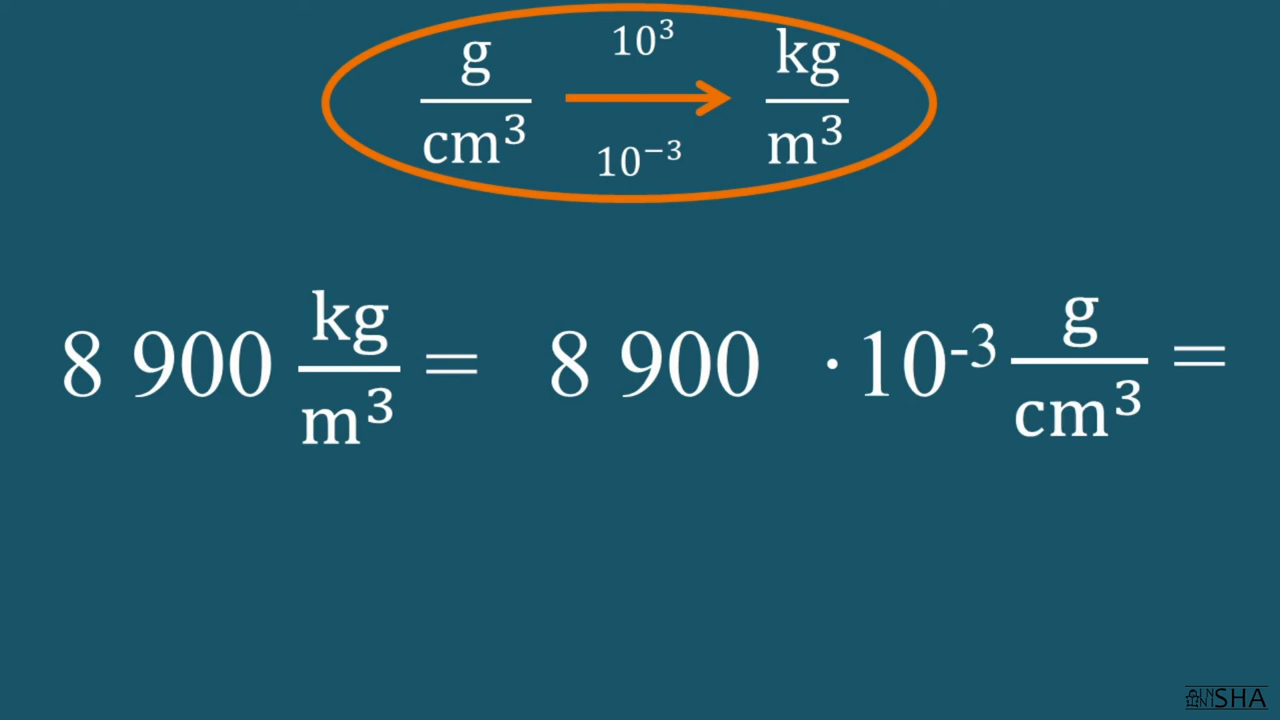 g/cm³ → kg/m³
10³
10⁻³
8 900 kg/m³ = 8 900 · 10⁻³ g/cm³ =
SHA